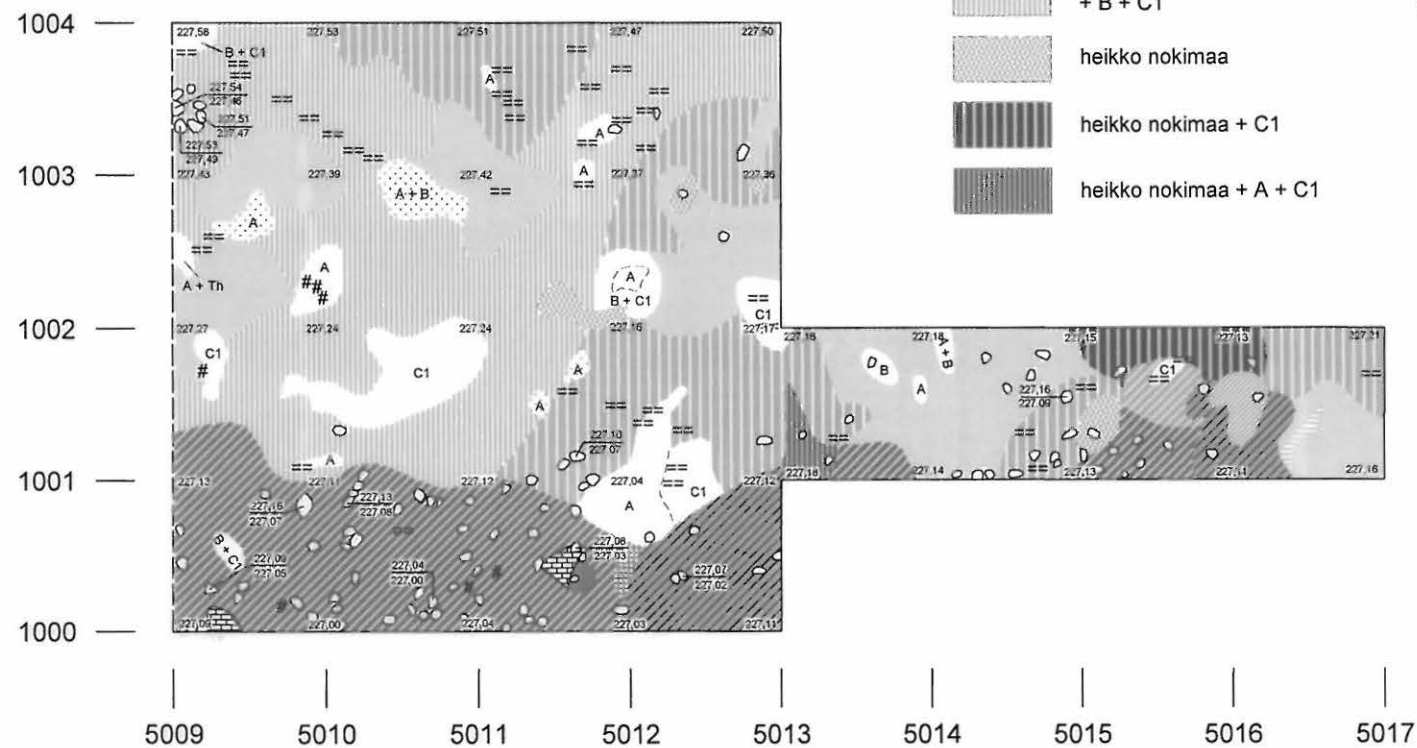 1004
227,58
227,53
227,51
227,47
227,50
+ B + C1
B + C1
A
heikko nokimaa
227,54
227,46
227,51
227,47
A
heikko nokimaa + C1
227,53
227,49
1003
227,43
227,39
227,42
A
227,37
227,36
heikko nokimaa + A + C1
A + B
A
A
A
A + Th
#
#
#
B + C1
C1
1002
227,27
227,24
227,24
227,16
227,17
227,16
227,18
227,15
227,13
227,21
C1
#
C1
A
B
A + B
A
C1
A
227,16
227,09
227,10
227,07
A
1001
227,13
227,11
227,12
227,04
227,12
227,18
227,14
227,13
227,11
227,16
A
C1
227,16
227,07
227,13
227,08
B + C1
227,09
227,05
227,04
227,00
227,08
227,03
227,07
227,02
1000
227,09
227,00
227,04
227,03
227,11
5009 5010 5011 5012 5013 5014 5015 5016 5017